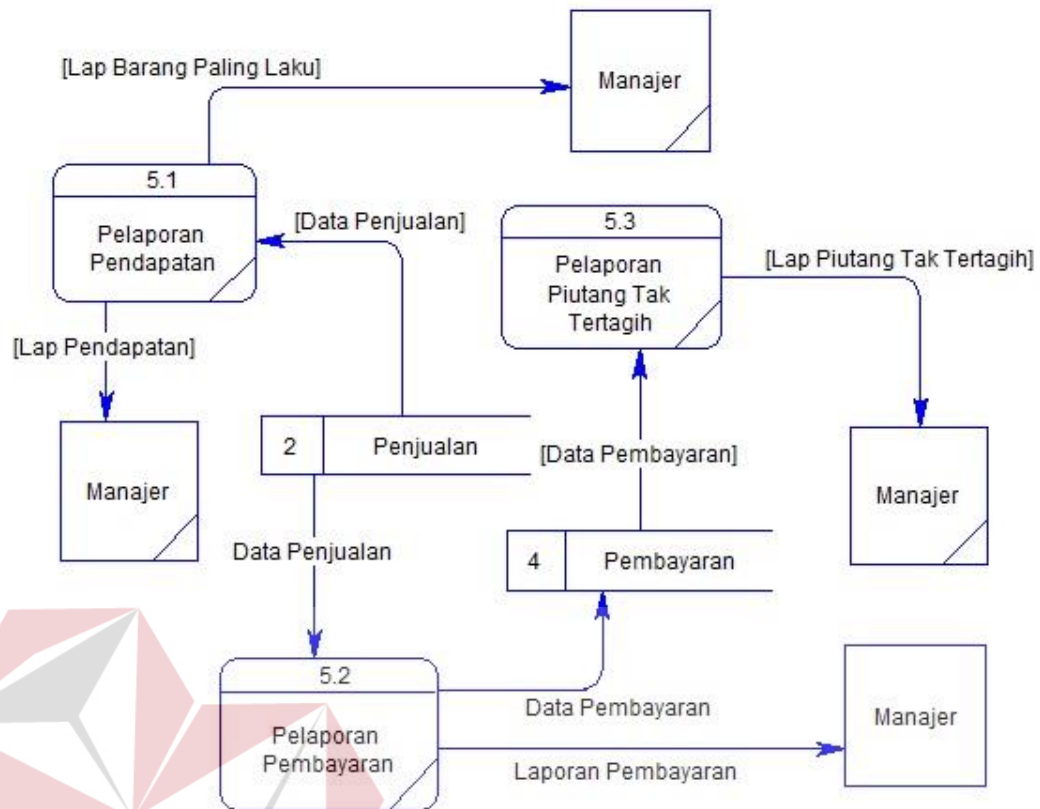 [Lap Barang Paling Laku]
Manajer
5.1
Pelaporan
Pendapatan
[Data Penjualan]
5.3
Pelaporan
Piutang Tak
Tertagih
[Lap Piutang Tak Tertagih]
[Lap Pendapatan]
Manajer
2
Penjualan
[Data Pembayaran]
Manajer
Data Penjualan
4
Pembayaran
5.2
Pelaporan
Pembayaran
Data Pembayaran
Laporan Pembayaran
Manajer